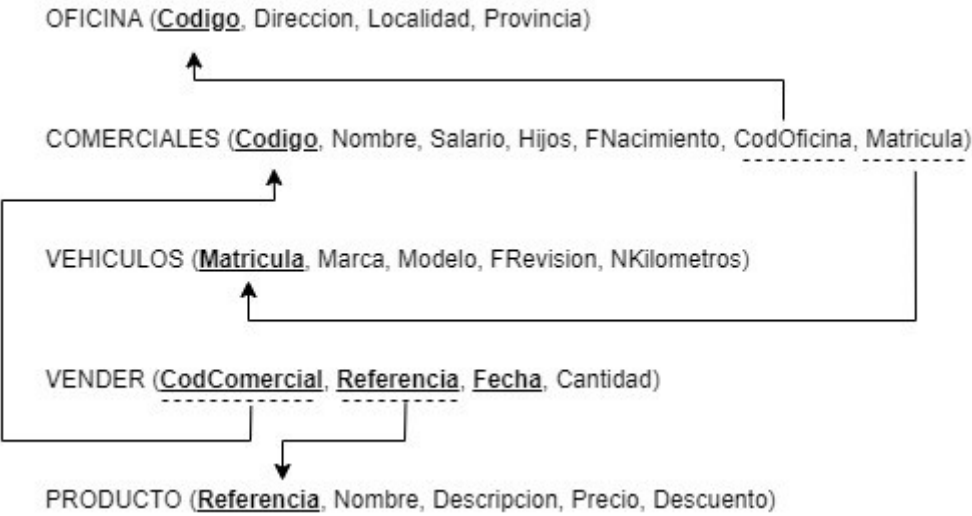 OFICINA (Codigo, Direccion, Localidad, Provincia)
COMERCIALES (Codigo, Nombre, Salario, Hijos, FNacimiento, CodOficina, Matricula)
VEHICULOS (Matricula, Marca, Modelo, FRevision, NKilometros)
VENDER (CodComercial, Referencia, Fecha, Cantidad)
PRODUCTO (Referencia, Nombre, Descripcion, Precio, Descuento)